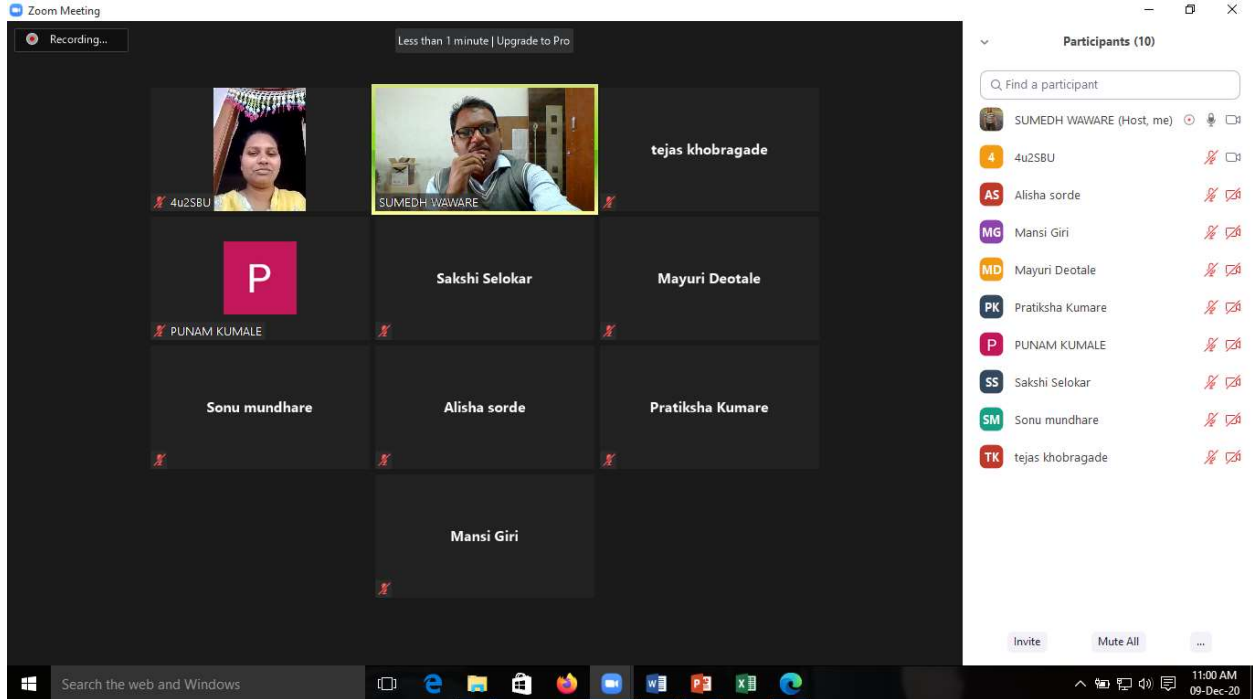 Zoom Meeting
Recording...
Less than 1 minute | Upgrade to Pro
4u2SBU
SUMEDH WAWARE
tejas khobragade
P
PUNAM KUMALE
Sakshi Selokar
Mayuri Deotale
Sonu mundhare
Alisha sorde
Pratiksha Kumare
Mansi Giri
Participants (10)
Find a participant
SUMEDH WAWARE (Host, me)
4 4u2SBU
AS Alisha sorde
MG Mansi Giri
MD Mayuri Deotale
PK Pratiksha Kumare
P PUNAM KUMALE
SS Sakshi Selokar
SM Sonu mundhare
TK tejas khobragade
Invite Mute All ...
Search the web and Windows
11:00 AM
09-Dec-20